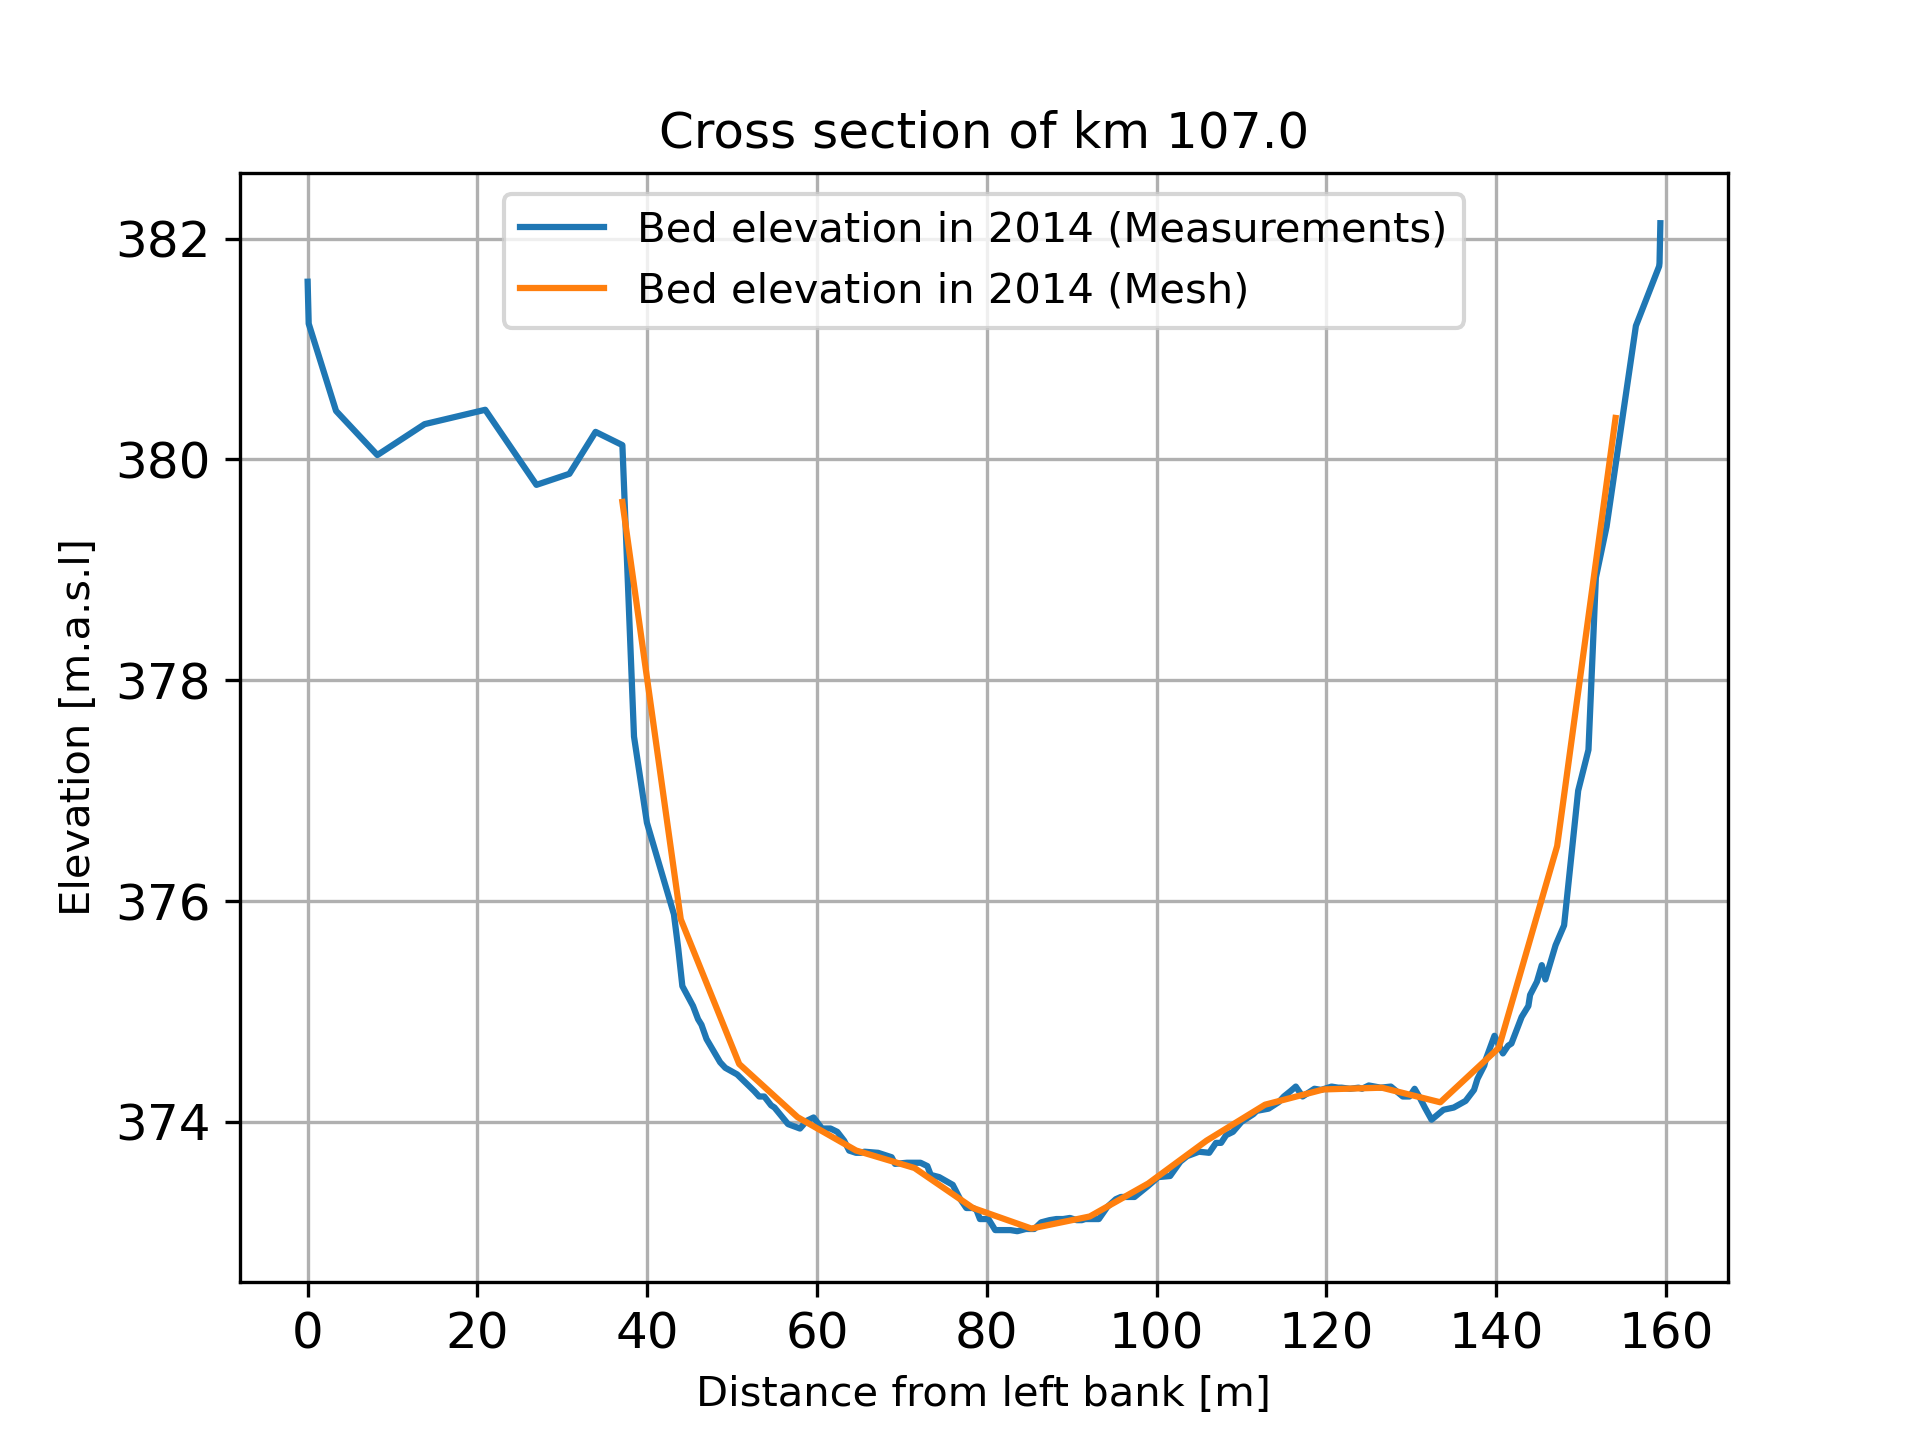 Cross section of km 107.0
Bed elevation in 2014 (Measurements)
Bed elevation in 2014 (Mesh)
Elevation [m.a.s.l]
382
380
378
376
374
0 20 40 60 80 100 120 140 160
Distance from left bank [m]